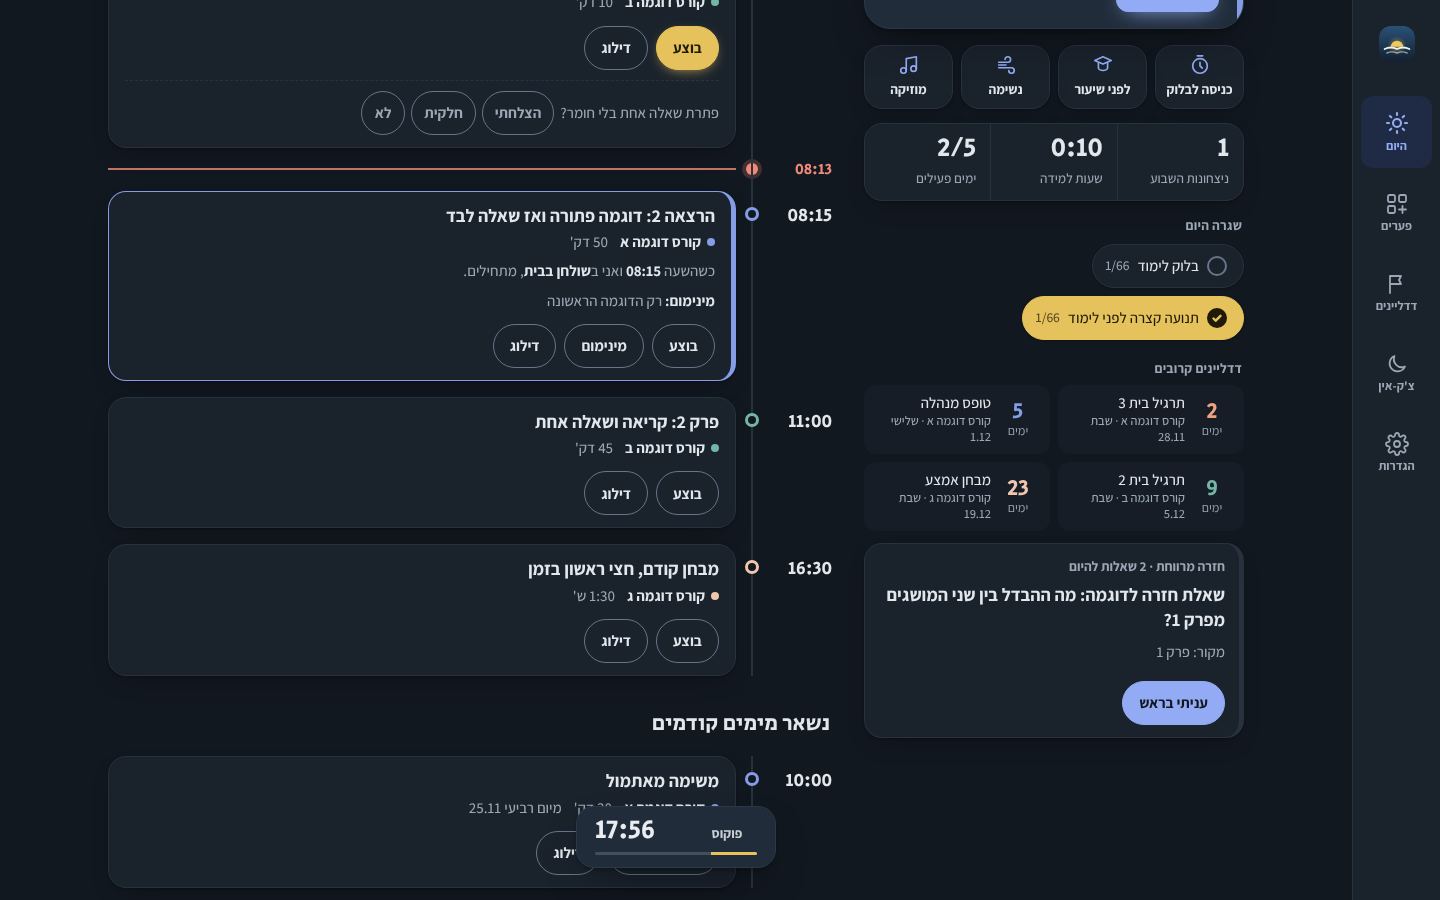 היום
פערים
דדליינים
צ'ק-אין
הגדרות
כניסה לבלוק
לפני שיעור
נשימה
מוזיקה
1
ניצחונות השבוע
0:10
שעות למידה
2/5
ימים פעילים
שגרה היום
בלוק לימוד 1/66
תנועה קצרה לפני לימוד 1/66
דדליינים קרובים
2 ימים
תרגיל בית 3
קורס דוגמה א · שבת
28.11
5 ימים
טופס מנהלה
קורס דוגמה א · שלישי
1.12
9 ימים
תרגיל בית 2
קורס דוגמה ב · שבת
5.12
23 ימים
מבחן אמצע
קורס דוגמה ג · שבת
19.12
חזרה מרווחת · 2 שאלות להיום
שאלת חזרה לדוגמה: מה ההבדל בין שני המושגים
מפרק 1?
מקור: פרק 1
עניתי בראש
קורס דוגמה ב 10 דק'
בוצע
דילוג
פתרת שאלה אחת בלי חומר? הצלחתי חלקית לא
08:13
08:15
הרצאה 2: דוגמה פתורה ואז שאלה לבד
קורס דוגמה א 50 דק'
כשהשעה 08:15 ואני בשולחן בבית, מתחילים.
מינימום: רק הדוגמה הראשונה
בוצע מינימום דילוג
11:00
פרק 2: קריאה ושאלה אחת
קורס דוגמה ב 45 דק'
בוצע דילוג
16:30
מבחן קודם, חצי ראשון בזמן
קורס דוגמה ג 1:30 ש'
בוצע דילוג
נשאר מימים קודמים
10:00
משימה מאתמול
מיום רביעי 25.11
פוקוס 17:56